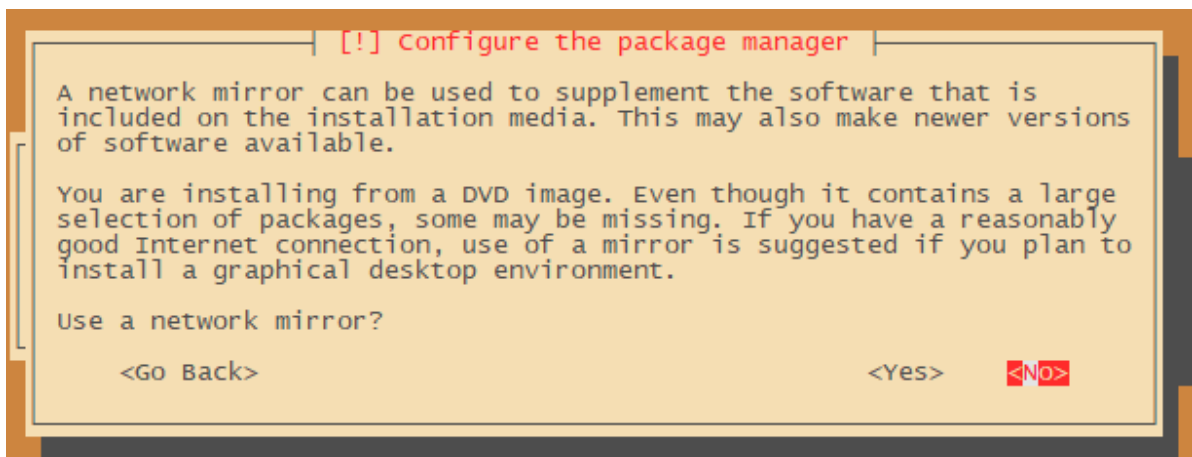 [!] Configure the package manager
A network mirror can be used to supplement the software that is
included on the installation media. This may also make newer versions
of software available.
You are installing from a DVD image. Even though it contains a large
selection of packages, some may be missing. If you have a reasonably
good Internet connection, use of a mirror is suggested if you plan to
install a graphical desktop environment.
Use a network mirror?
<Go Back> <Yes> <No>